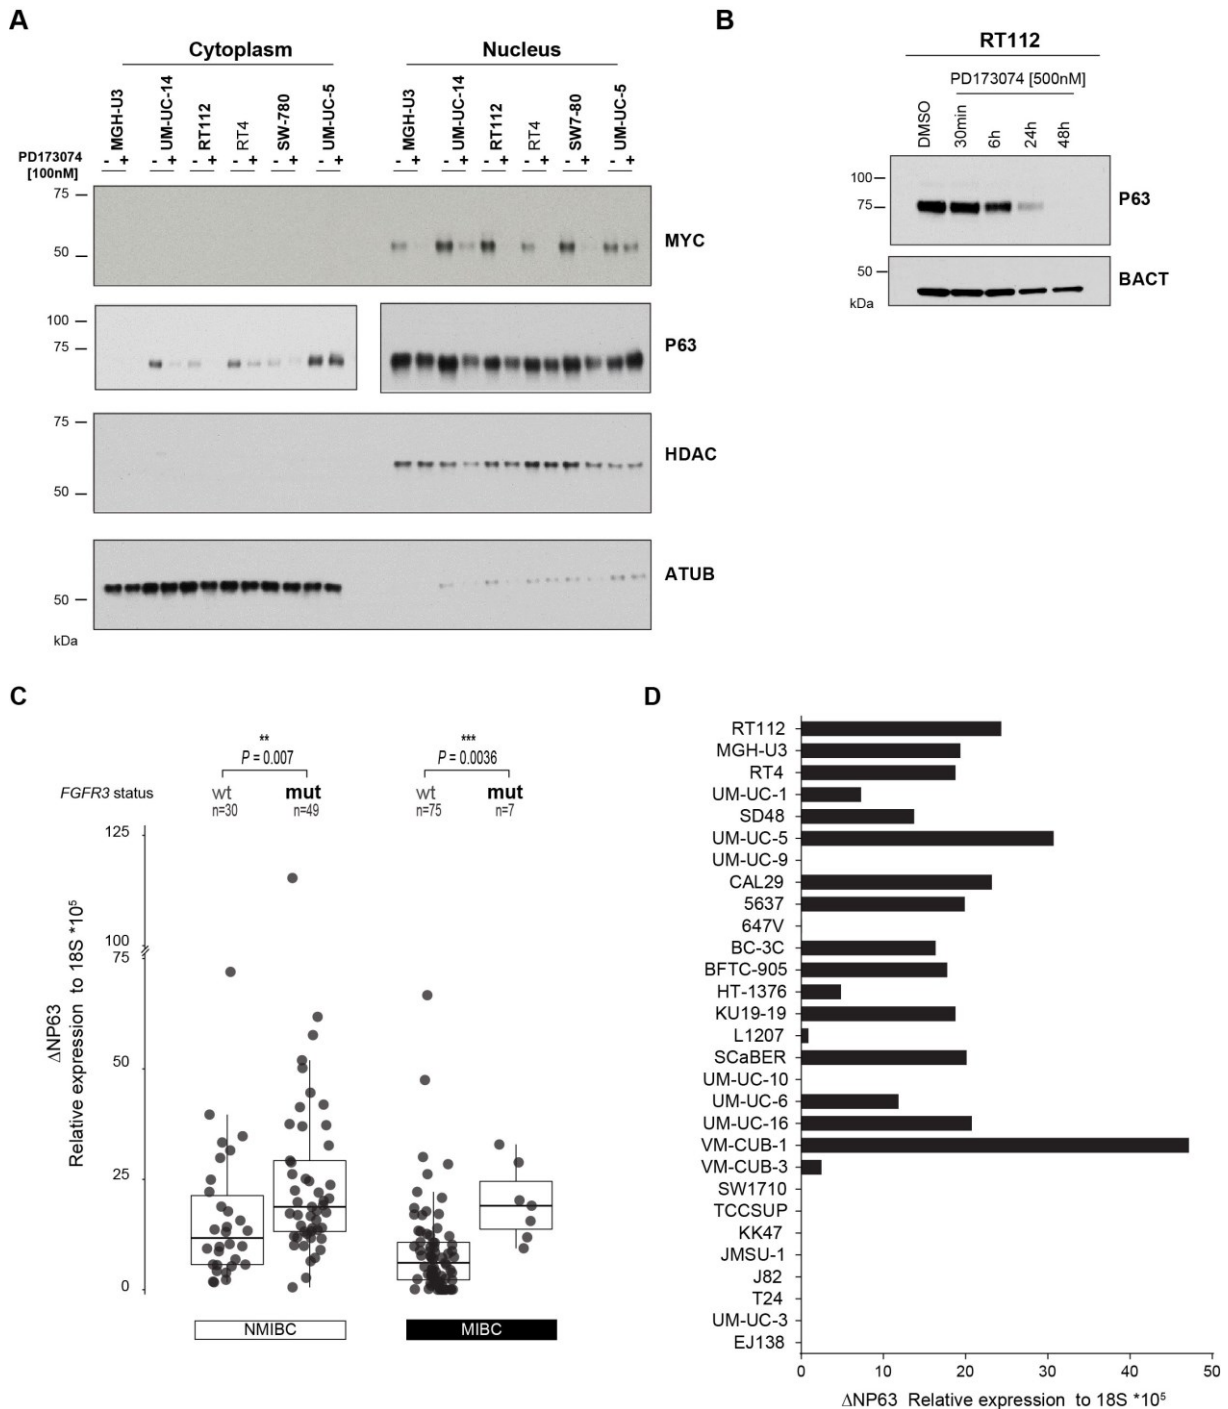 A
Cytoplasm
Nucleus
MGH-U3
UM-UC-14
RT112
RT4
SW-780
UM-UC-5
MGH-U3
UM-UC-14
RT112
RT4
SW7-80
UM-UC-5
PD173074
[100nM]
- + - + - + - + - + - +
- + - + - + - + - + - +
75
50
MYC
100
75
P63
75
50
HDAC
50
ATUB
kDa
B
RT112
PD173074 [500nM]
DMSO
30min
6h
24h
48h
100
75
P63
50
BACT
kDa
C
**
P = 0.007
***
P = 0.0036
FGFR3 status
wt
mut
wt
mut
n=30
n=49
n=75
n=7
125
100
75
50
25
0
ΔNP63
Relative expression to 18S *10⁵
NMIBC
MIBC
D
RT112
MGH-U3
RT4
UM-UC-1
SD48
UM-UC-5
UM-UC-9
CAL29
5637
647V
BC-3C
BFTC-905
HT-1376
KU19-19
L1207
SCaBER
UM-UC-10
UM-UC-6
UM-UC-16
VM-CUB-1
VM-CUB-3
SW1710
TCCSUP
KK47
JMSU-1
J82
T24
UM-UC-3
EJ138
0 10 20 30 40 50
ΔNP63 Relative expression to 18S *10⁵